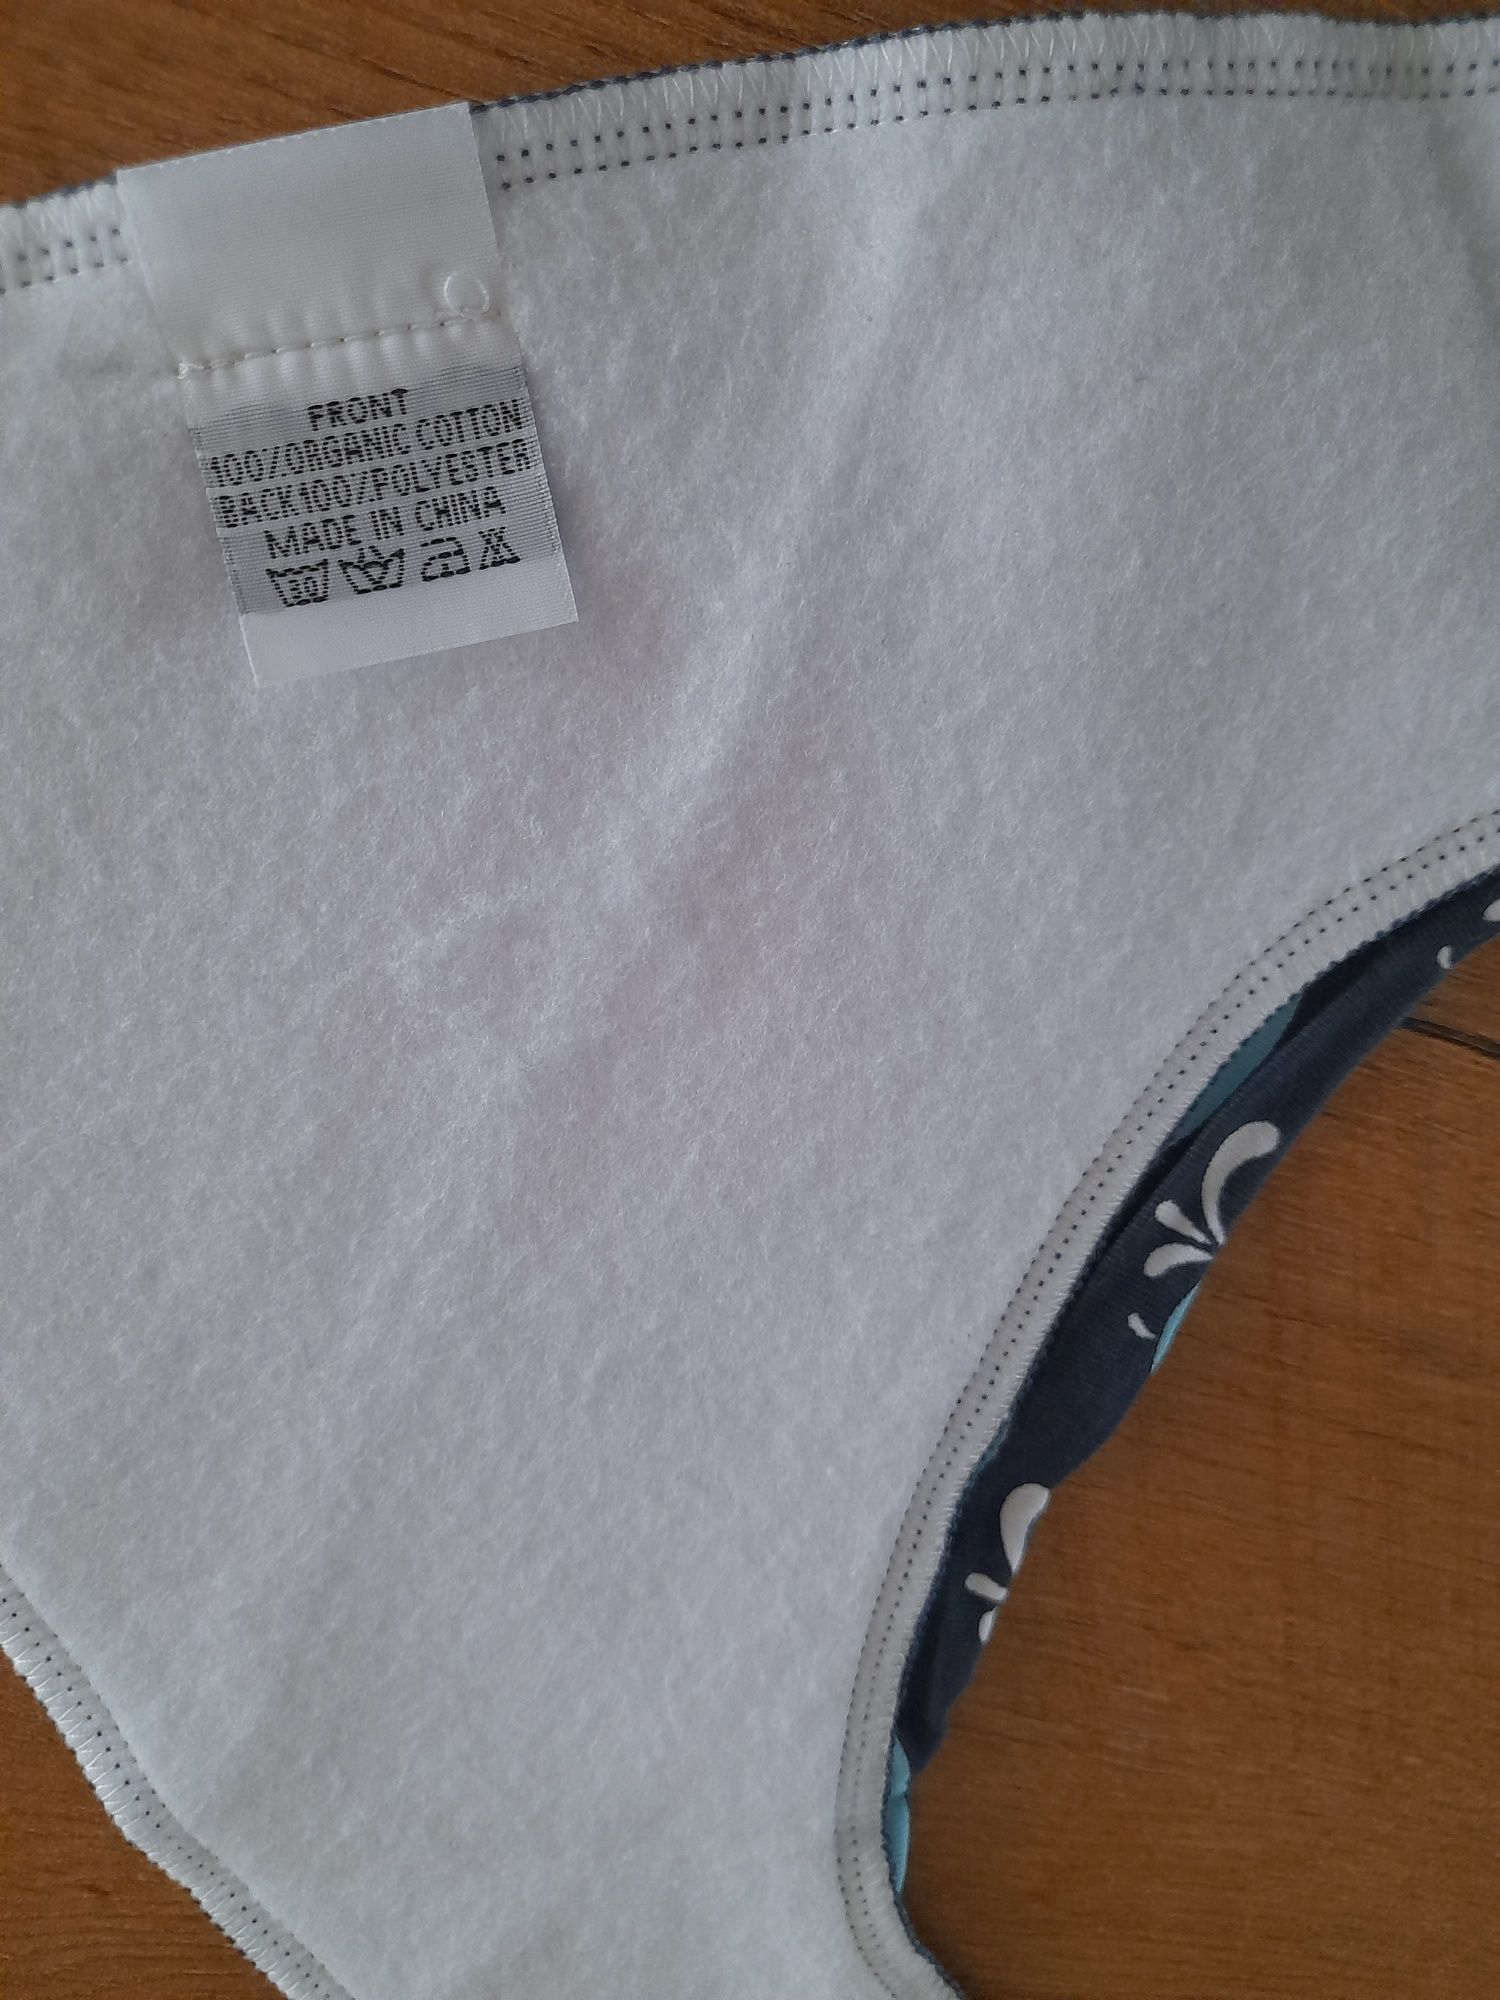 FRONT
100%ORGANIC COTTON
BACK100%POLYESTER
MADE IN CHINA
30